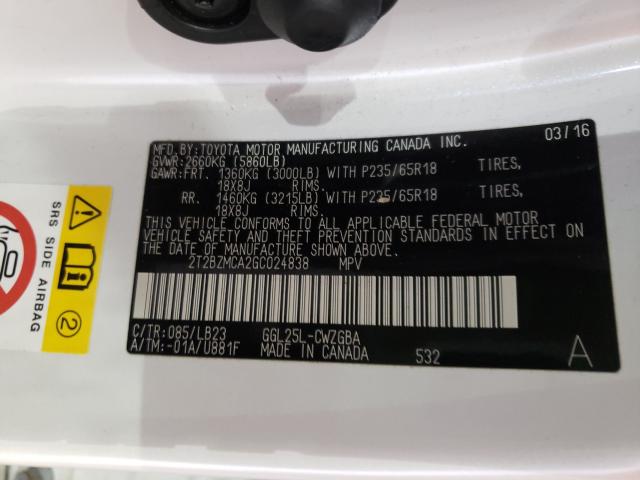 MFD.BY:TOYOTA MOTOR MANUFACTURING CANADA INC. 03/16
GVWR:2660KG (5860LB)
GAWR:FRT. 1360KG (3000LB) WITH P235/65R18 TIRES,
18X8J RIMS.
RR. 1460KG (3215LB) WITH P235/65R18 TIRES,
18X8J RIMS.
THIS VEHICLE CONFORMS TO ALL APPLICABLE FEDERAL MOTOR
VEHICLE SAFETY AND THEFT PREVENTION STANDARDS IN EFFECT ON
THE DATE OF MANUFACTURE SHOWN ABOVE.
2T2BZMCA2GC024838 MPV
C/TR:085/LB23 GGL25L-CWZGBA
A/TM:-01A/U881F MADE IN CANADA 532 A
SRS SIDE AIRBAG
2